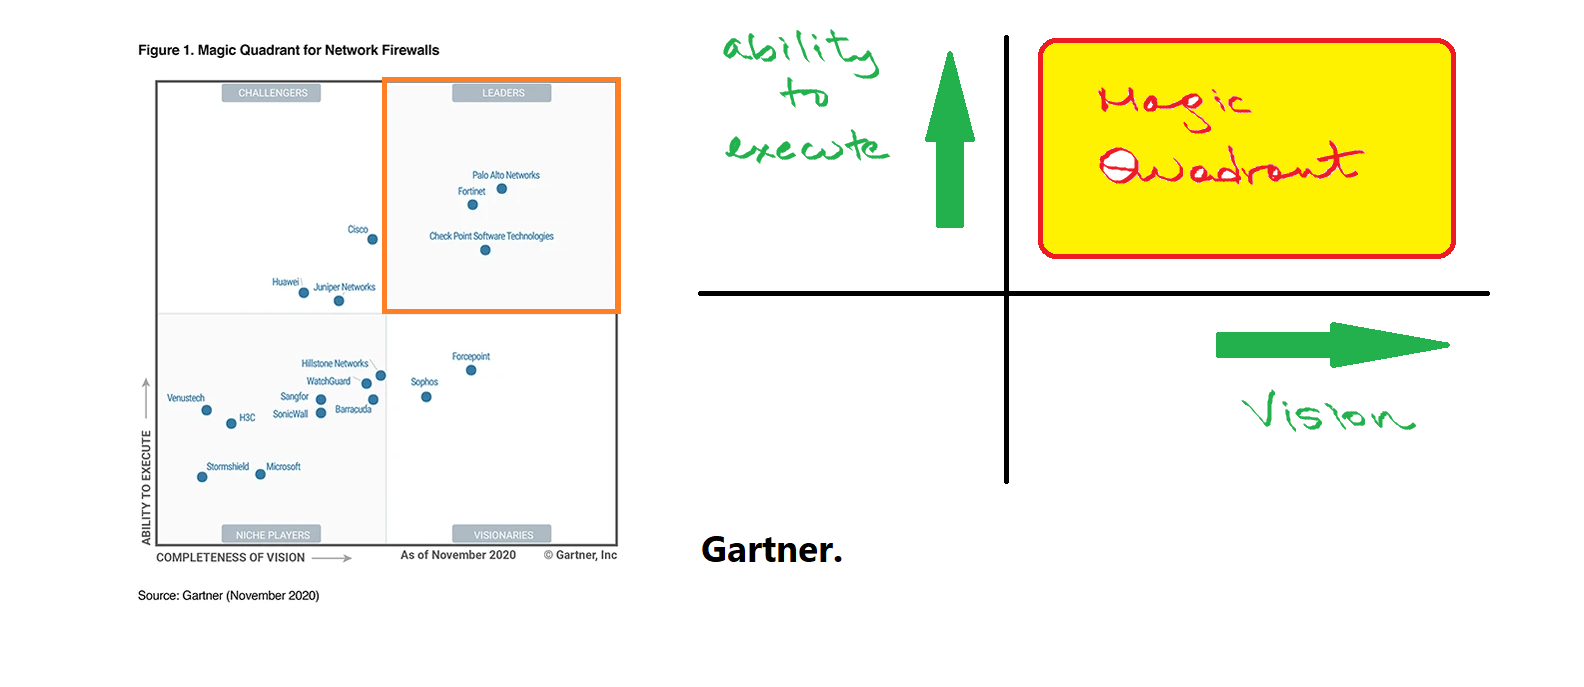 Figure 1. Magic Quadrant for Network Firewalls
CHALLENGERS
LEADERS
Palo Alto Networks
Fortinet
Check Point Software Technologies
Cisco
Huawei
Juniper Networks
Hillstone Networks
WatchGuard
Sangfor
SonicWall
Barracuda
Venustech
H3C
Stormshield
Microsoft
Forcepoint
Sophos
NICHE PLAYERS
VISIONARIES
ABILITY TO EXECUTE
COMPLETENESS OF VISION
As of November 2020
© Gartner, Inc
Source: Gartner (November 2020)
ability
to
execute
Magic
Quadrant
Vision
Gartner.